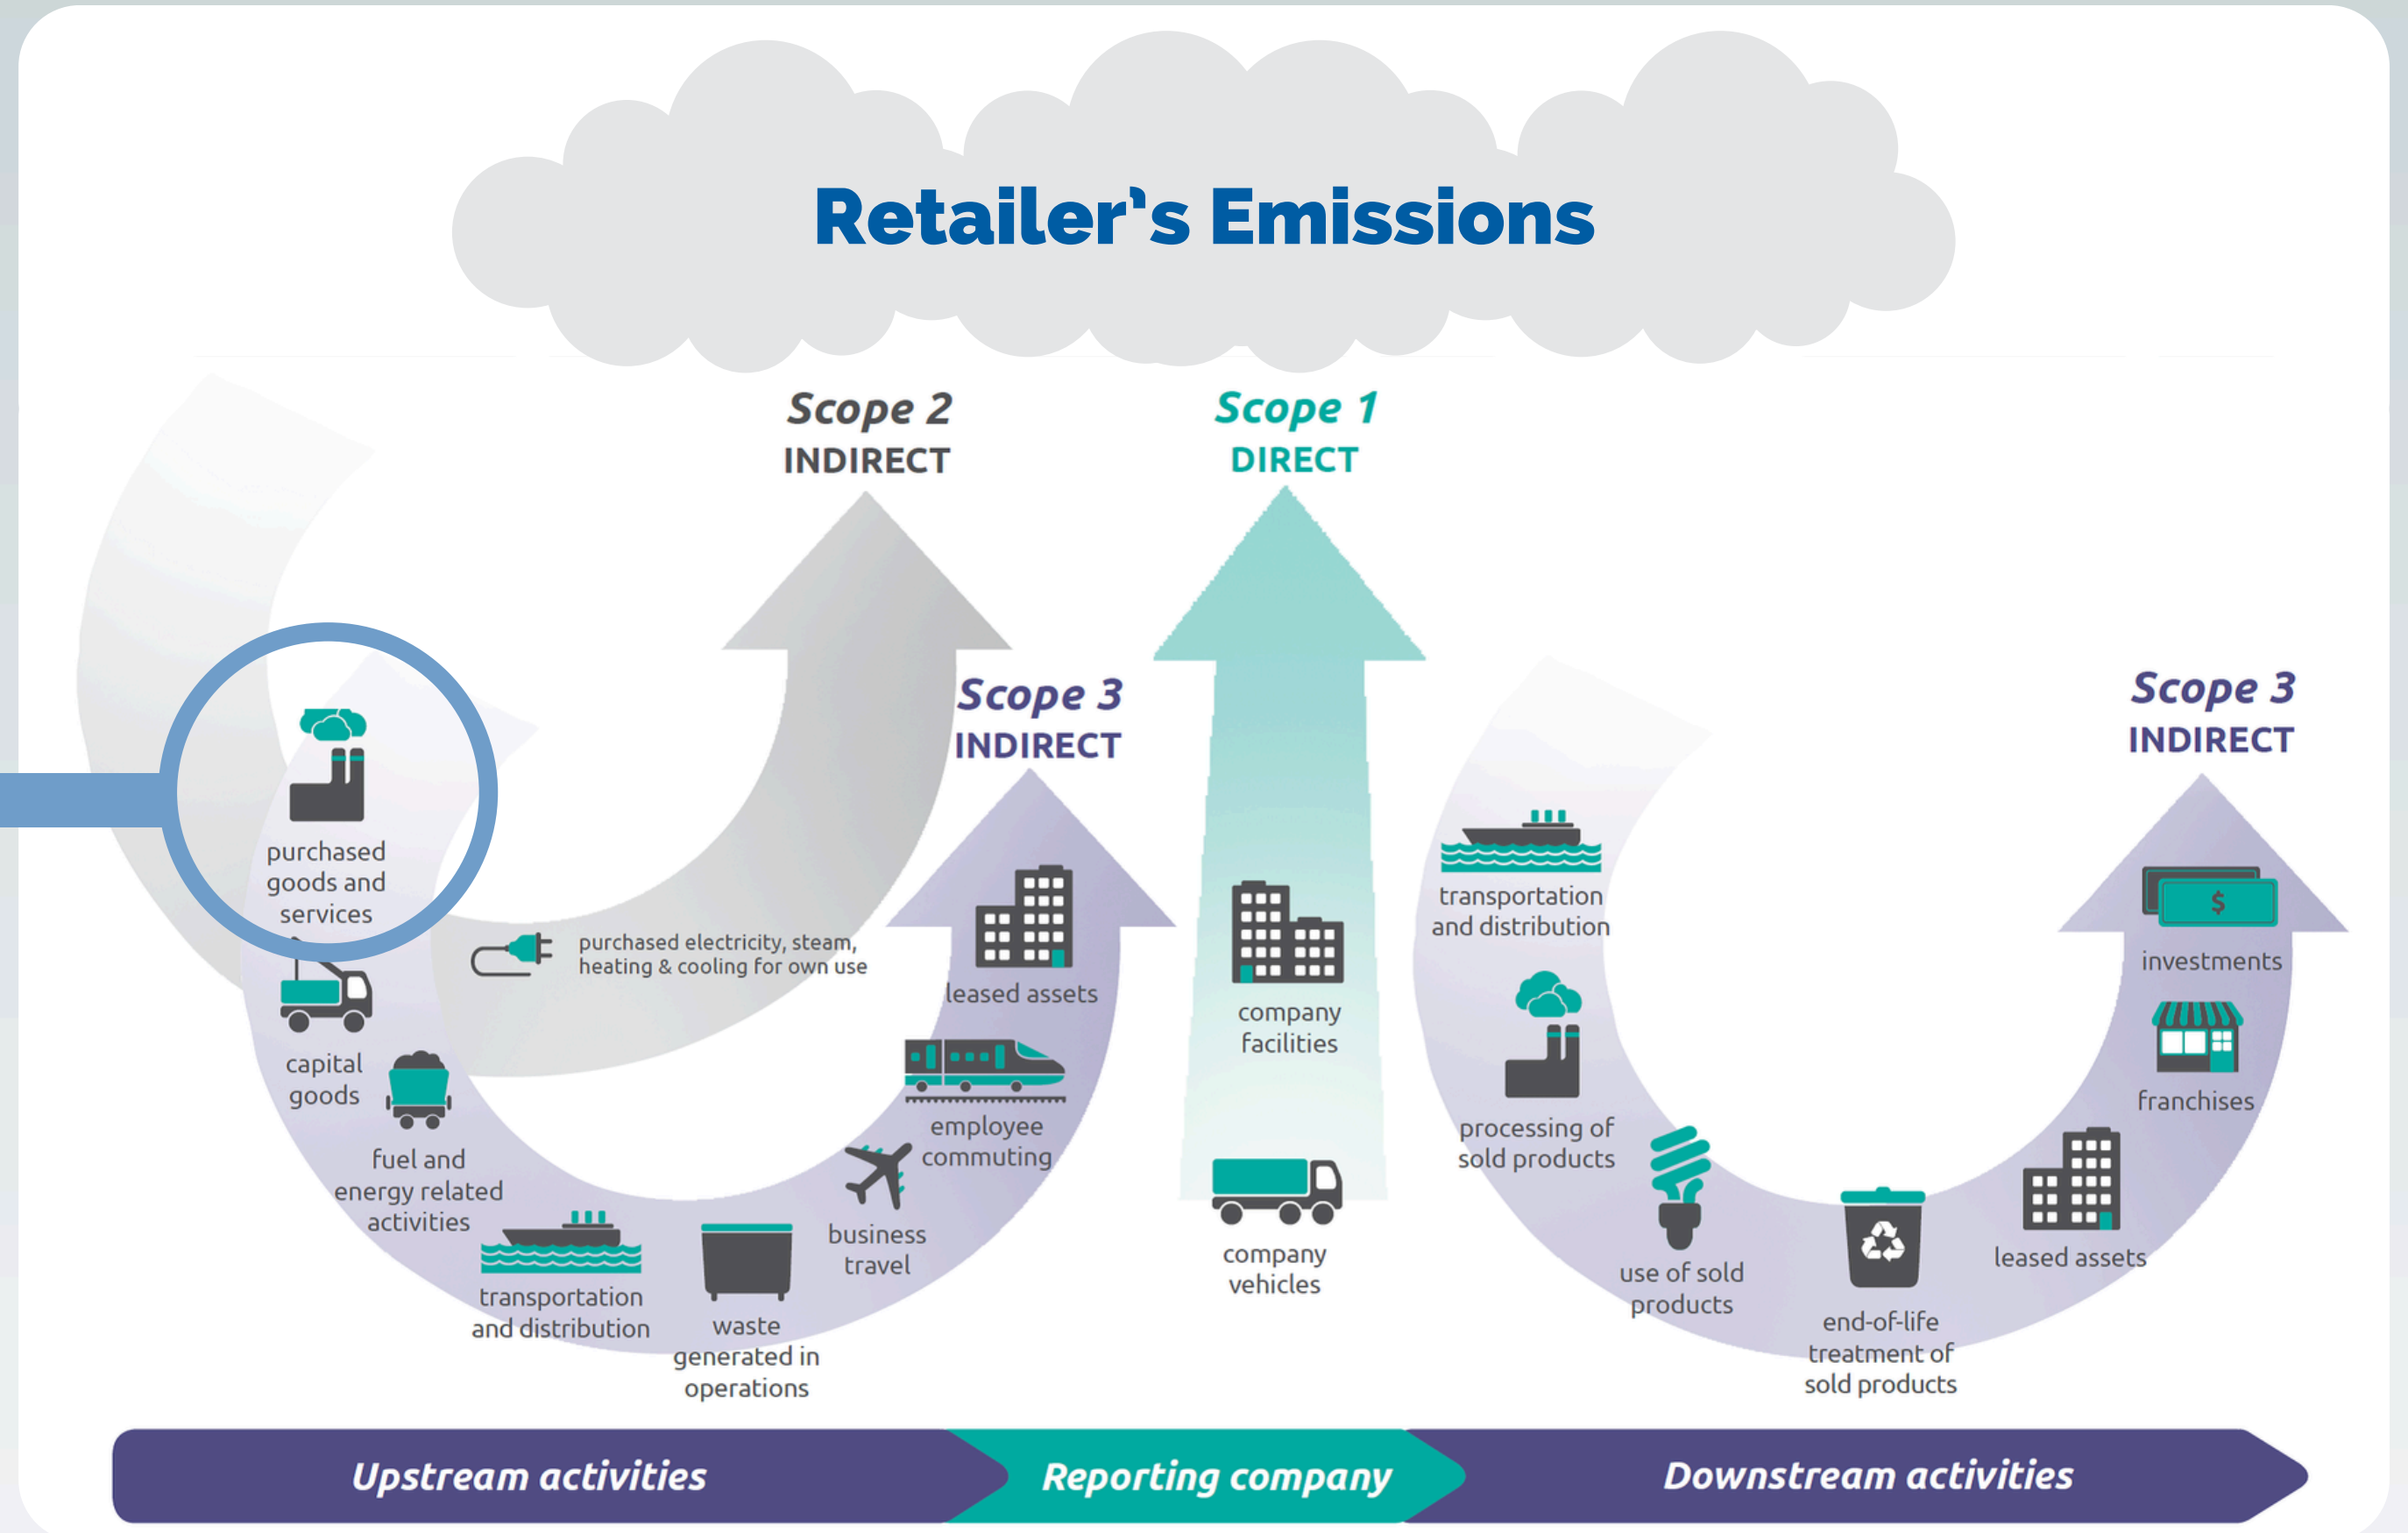 Retailer's Emissions
Scope 2
INDIRECT
Scope 1
DIRECT
Scope 3
INDIRECT
Scope 3
INDIRECT
purchased
goods and
services
capital
goods
fuel and
energy related
activities
purchased electricity, steam,
heating & cooling for own use
transportation
and distribution
waste
generated in
operations
business
travel
employee
commuting
leased assets
company
facilities
company
vehicles
transportation
and distribution
processing of
sold products
use of sold
products
end-of-life
treatment of
sold products
leased assets
franchises
$
investments
Upstream activities
Reporting company
Downstream activities